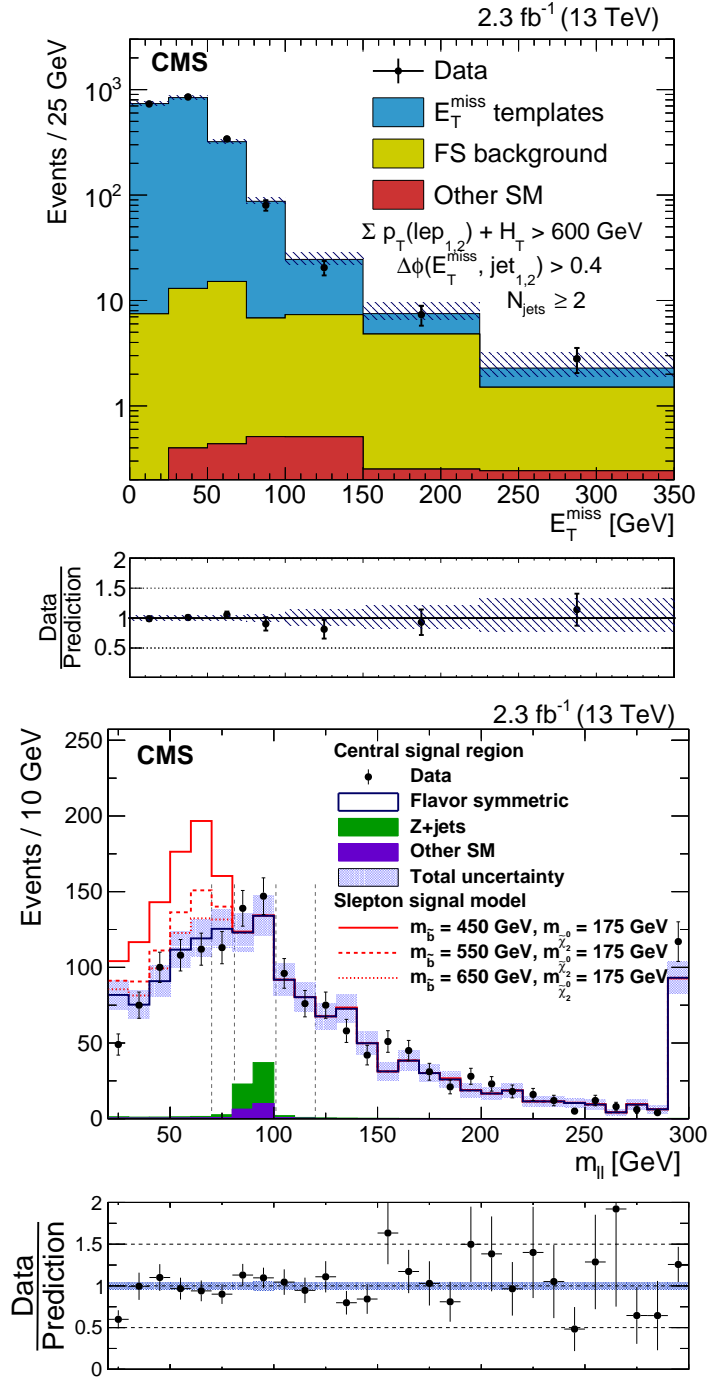 2.3 fb⁻¹ (13 TeV)
CMS
Data
E_T^miss templates
FS background
Other SM
Σ p_T(lep_1,2) + H_T > 600 GeV
Δϕ(E_T^miss, jet_1,2) > 0.4
N_jets ≥ 2
Events / 25 GeV
10³
10²
10
1
0 50 100 150 200 250 300 350
E_T^miss [GeV]
Data
Prediction
2
1.5
1
0.5
2.3 fb⁻¹ (13 TeV)
CMS
Central signal region
Data
Flavor symmetric
Z+jets
Other SM
Total uncertainty
Slepton signal model
m_b̃ = 450 GeV, m_χ̃₂⁰ = 175 GeV
m_b̃ = 550 GeV, m_χ̃₂⁰ = 175 GeV
m_b̃ = 650 GeV, m_χ̃₂⁰ = 175 GeV
Events / 10 GeV
250
200
150
100
50
0
50 100 150 200 250 300
m_ll [GeV]
Data
Prediction
2
1.5
1
0.5
0